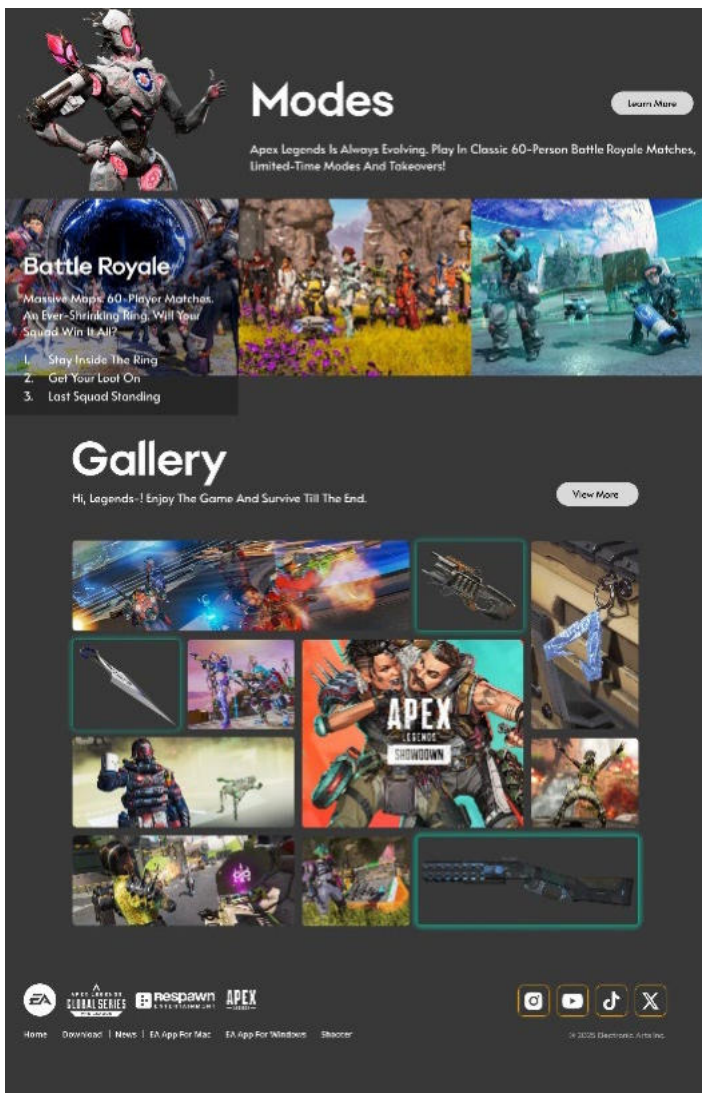 Modes
Learn More
Apex Legends Is Always Evolving. Play In Classic 60-Person Battle Royale Matches,
Limited-Time Modes And Takeovers!
Battle Royale
Massive Maps. 60-Player Matches.
An Ever-Shrinking Ring. Will Your
Squad Win It All?
1. Stay Inside The Ring
2. Get Your Loot On
3. Last Squad Standing
Gallery
Hi, Legends-! Enjoy The Game And Survive Till The End.
View More
APEX
LEGENDS
SHOWDOWN
EA
APEX LEGENDS
GLOBAL SERIES
Respawn
ENTERTAINMENT
APEX
LEGENDS
Home Download | News | EA App For Mac EA App For Windows Shooter
© 2025 Electronic Arts Inc.